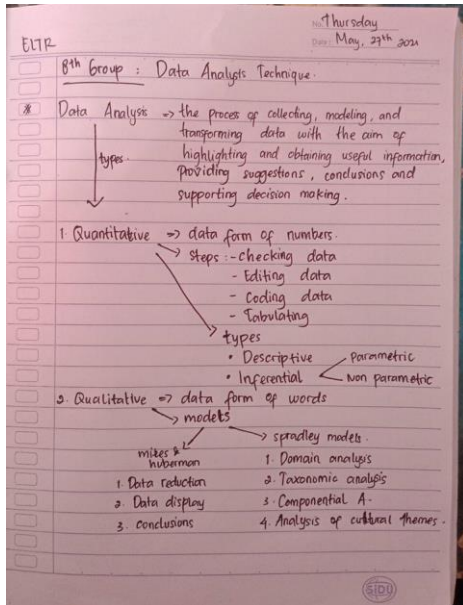 No: Thursday
ELTR
Date: May, 27th 2021
8th Group : Data Analysis Technique.
* Data Analysis => the process of collecting, modeling, and
transforming data with the aim of
types.
highlighting and obtaining useful information,
Providing suggestions, conclusions and
supporting decision making.
1. Quantitative => data form of numbers.
Steps : - Checking data
- Editing data
- Coding data
- Tabulating
types
• Descriptive
parametric
• Inferential
Non parametric
2. Qualitative => data form of words
models
miles &
huberman
1. Data reduction
2. Data display
3. conclusions
spradley models.
1. Domain analysis
2. Taxonomic analysis
3. Componential A.
4. Analysis of cultural themes.
SIDU